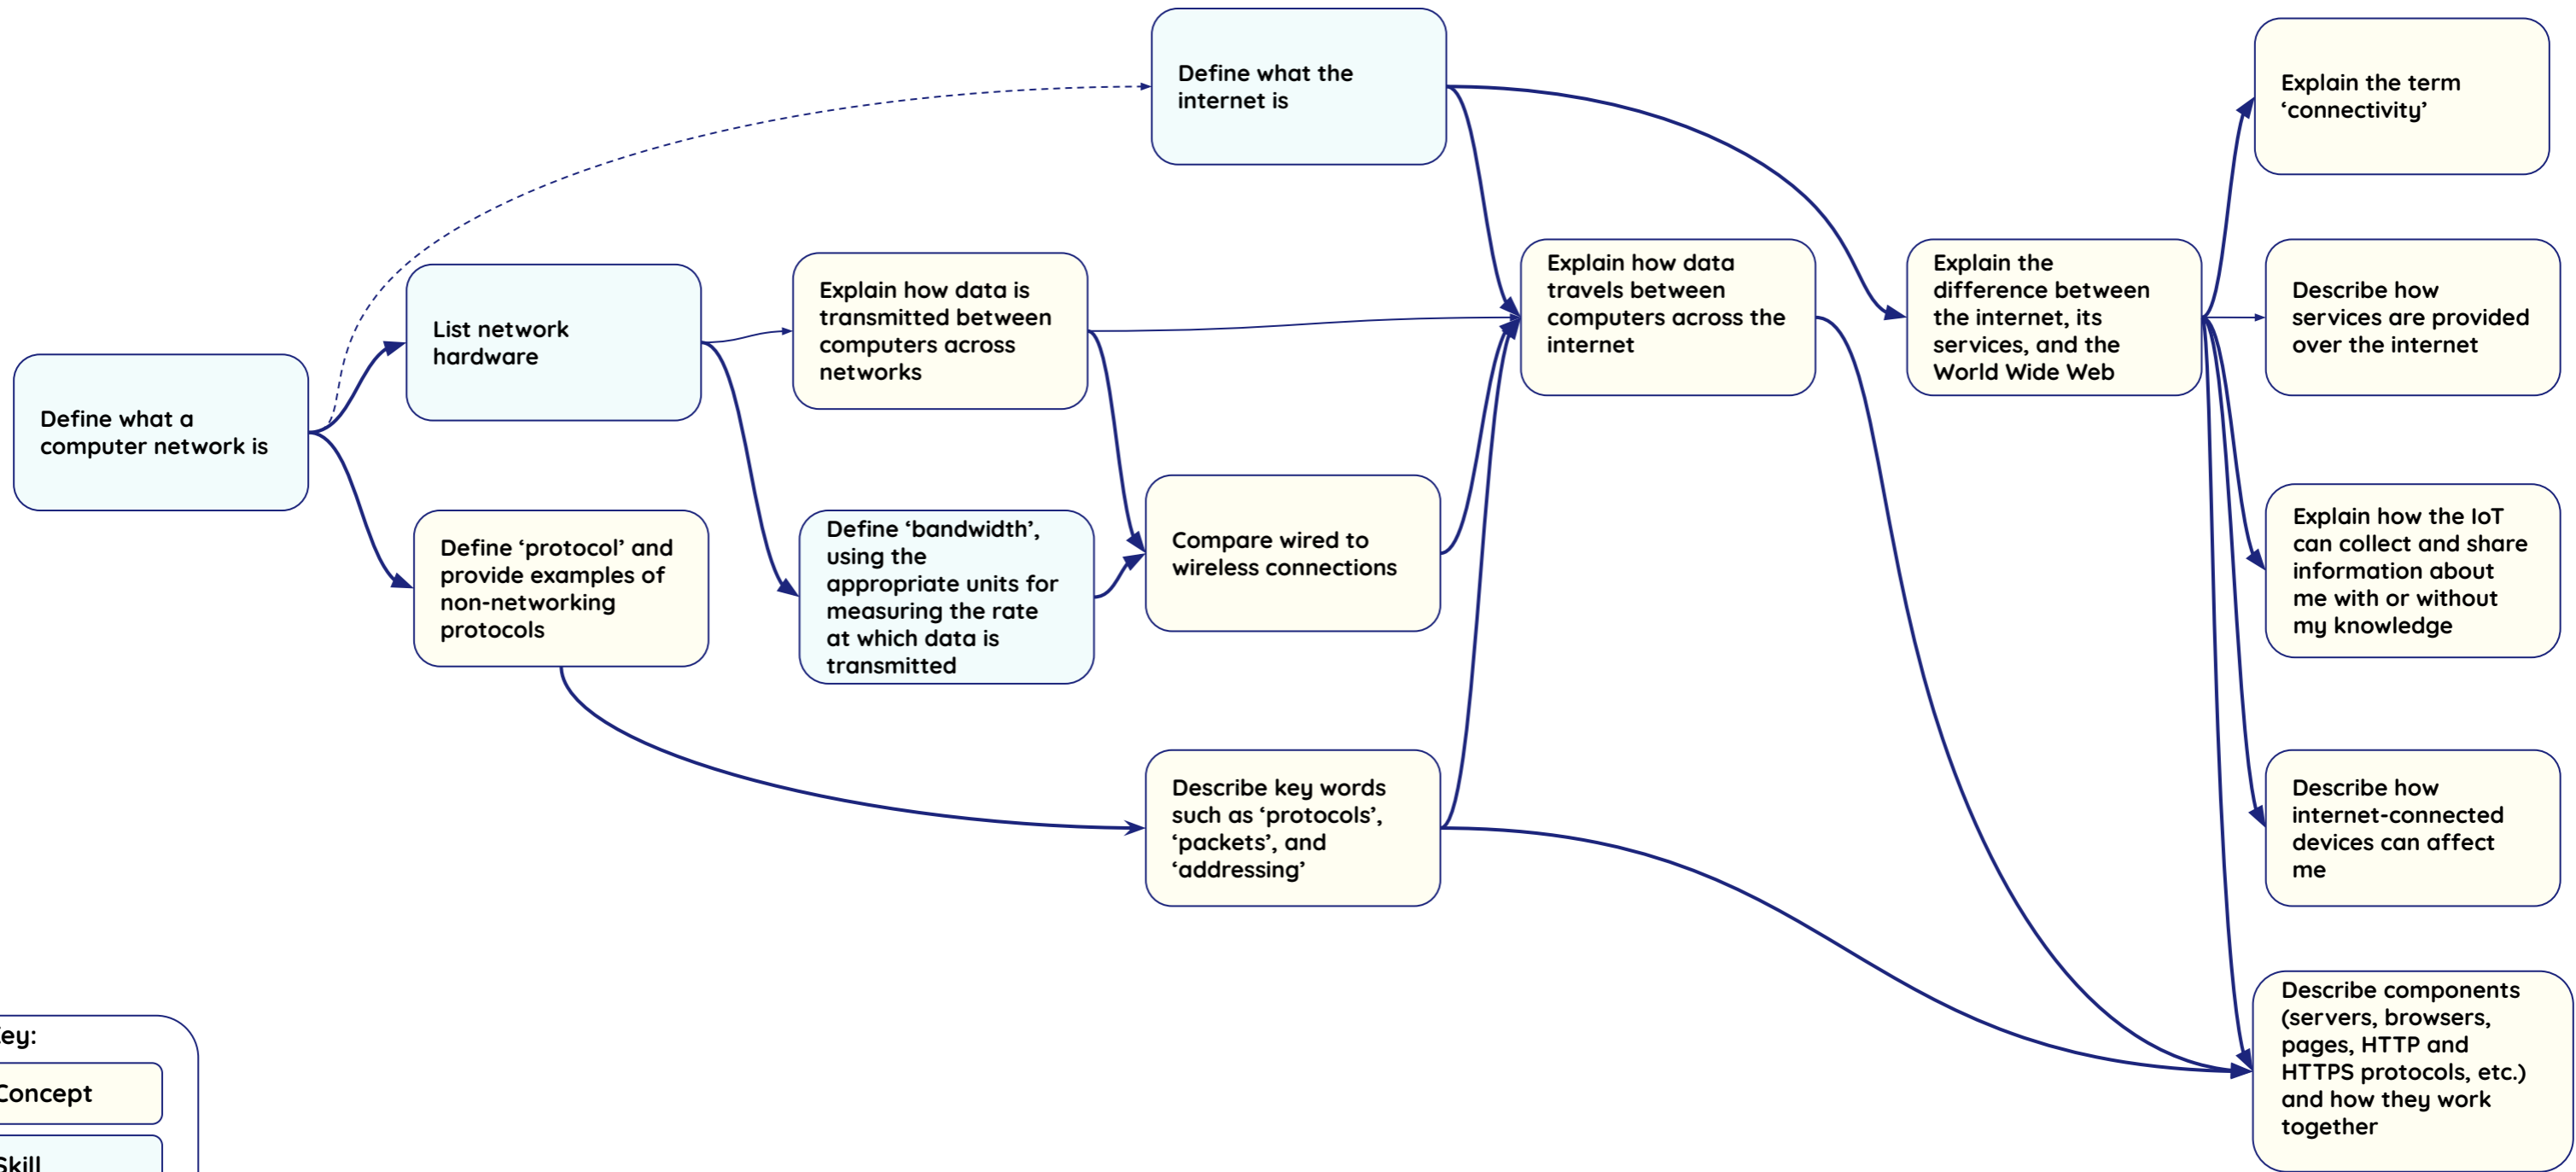 Define what the
internet is
Explain the term
‘connectivity’
List network
hardware
Explain how data is
transmitted between
computers across
networks
Explain how data
travels between
computers across the
internet
Explain the
difference between
the internet, its
services, and the
World Wide Web
Describe how
services are provided
over the internet
Define what a
computer network is
Define ‘protocol’ and
provide examples of
non-networking
protocols
Define ‘bandwidth’,
using the
appropriate units for
measuring the rate
at which data is
transmitted
Compare wired to
wireless connections
Explain how the IoT
can collect and share
information about
me with or without
my knowledge
Describe key words
such as ‘protocols’,
‘packets’, and
‘addressing’
Describe how
internet-connected
devices can affect
me
Describe components
(servers, browsers,
pages, HTTP and
HTTPS protocols, etc.)
and how they work
together
ey:
Concept
Skill